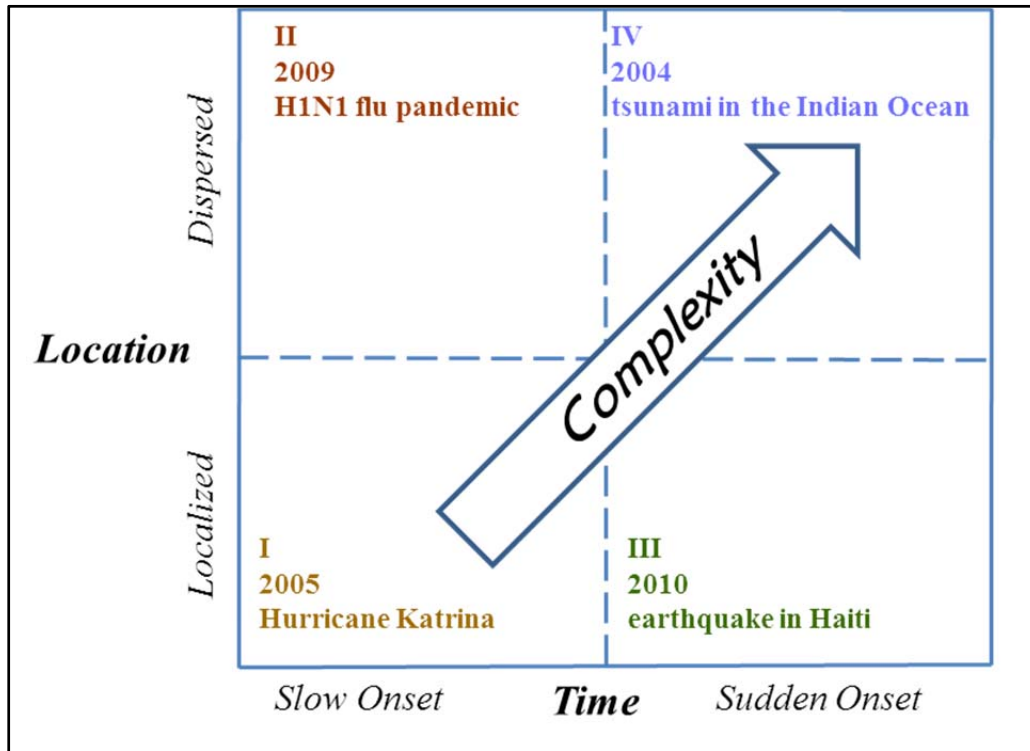 II
2009
H1N1 flu pandemic
IV
2004
tsunami in the Indian Ocean
Dispersed
Complexity
Location
Localized
I
2005
Hurricane Katrina
III
2010
earthquake in Haiti
Slow Onset
Time
Sudden Onset